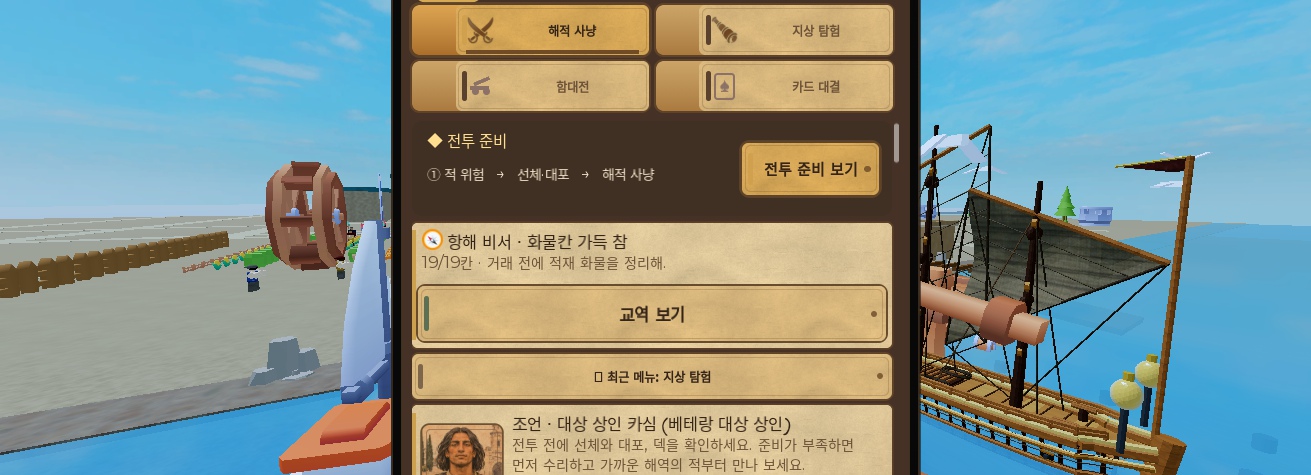 해적 사냥
지상 탐험
함대전
카드 대결
◆ 전투 준비
① 적 위험 → 선체·대포 → 해적 사냥
전투 준비 보기
항해 비서 · 화물칸 가득 참
19/19칸 · 거래 전에 적재 화물을 정리해.
교역 보기
최근 메뉴: 지상 탐험
조언 · 대상 상인 카심 (베테랑 대상 상인)
전투 전에 선체와 대포, 덱을 확인하세요. 준비가 부족하면
먼저 수리하고 가까운 해역의 적부터 만나 보세요.